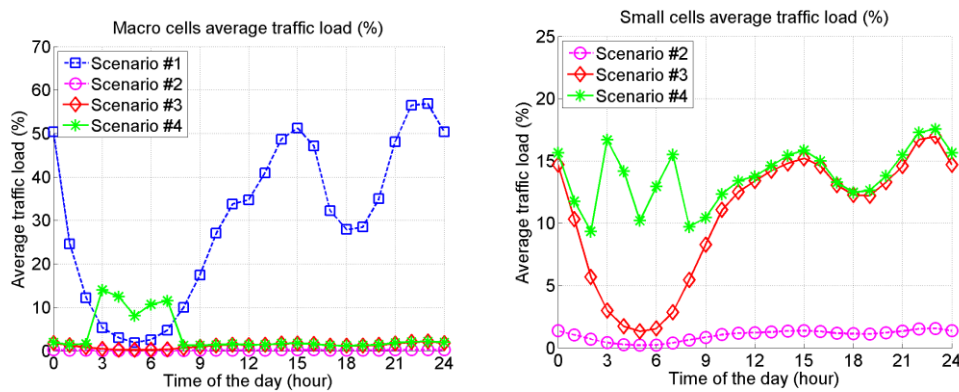 Macro cells average traffic load (%)
Average traffic load (%)
70
60
50
40
30
20
10
0
Scenario #1
Scenario #2
Scenario #3
Scenario #4
0 3 6 9 12 15 18 21 24
Time of the day (hour)
Small cells average traffic load (%)
Average traffic load (%)
25
20
15
10
5
0
Scenario #2
Scenario #3
Scenario #4
0 3 6 9 12 15 18 21 24
Time of the day (hour)